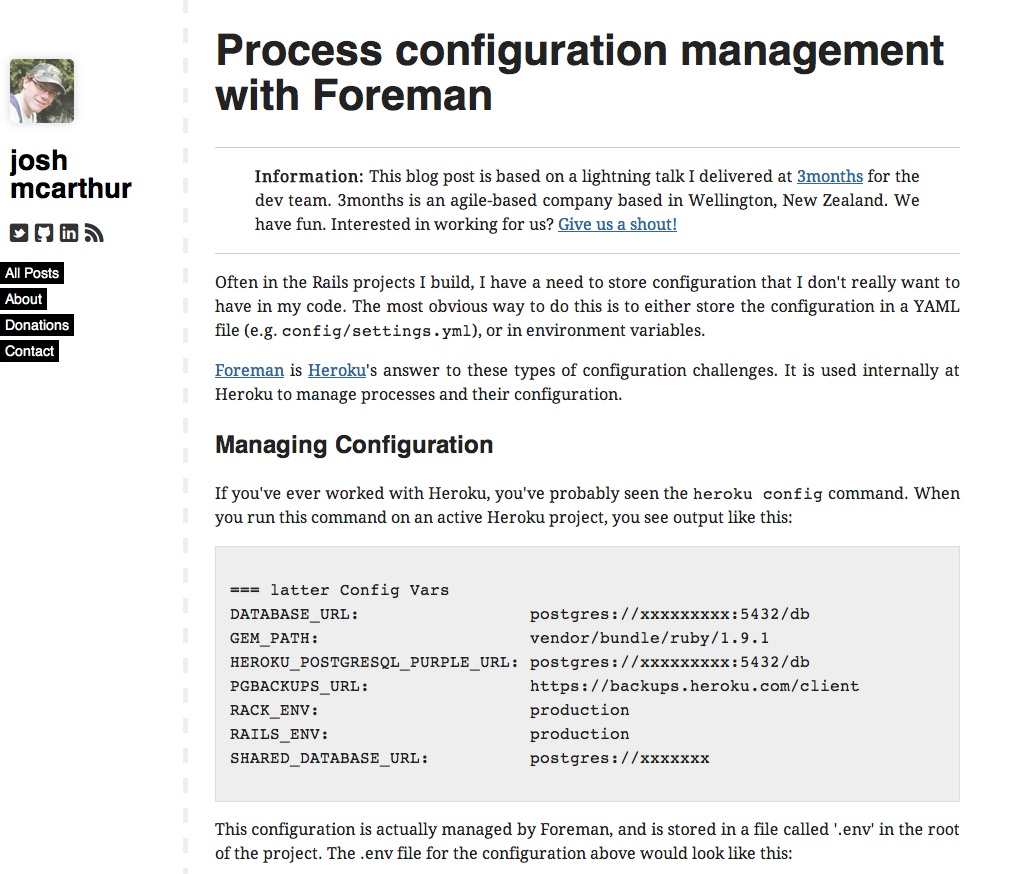 josh
mcarthur
All Posts
About
Donations
Contact
Process configuration management
with Foreman
Information: This blog post is based on a lightning talk I delivered at 3months for the
dev team. 3months is an agile-based company based in Wellington, New Zealand. We
have fun. Interested in working for us? Give us a shout!
Often in the Rails projects I build, I have a need to store configuration that I don't really want to
have in my code. The most obvious way to do this is to either store the configuration in a YAML
file (e.g. config/settings.yml), or in environment variables.
Foreman is Heroku's answer to these types of configuration challenges. It is used internally at
Heroku to manage processes and their configuration.
Managing Configuration
If you've ever worked with Heroku, you've probably seen the heroku config command. When
you run this command on an active Heroku project, you see output like this:
=== latter Config Vars
DATABASE_URL: postgres://xxxxxxxxx:5432/db
GEM_PATH: vendor/bundle/ruby/1.9.1
HEROKU_POSTGRESQL_PURPLE_URL: postgres://xxxxxxxxx:5432/db
PGBACKUPS_URL: https://backups.heroku.com/client
RACK_ENV: production
RAILS_ENV: production
SHARED_DATABASE_URL: postgres://xxxxxxx
This configuration is actually managed by Foreman, and is stored in a file called '.env' in the root
of the project. The .env file for the configuration above would look like this: